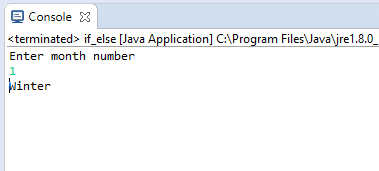 Console
<terminated> if_else [Java Application] C:\Program Files\Java\jre1.8.0_
Enter month number
1
Winter